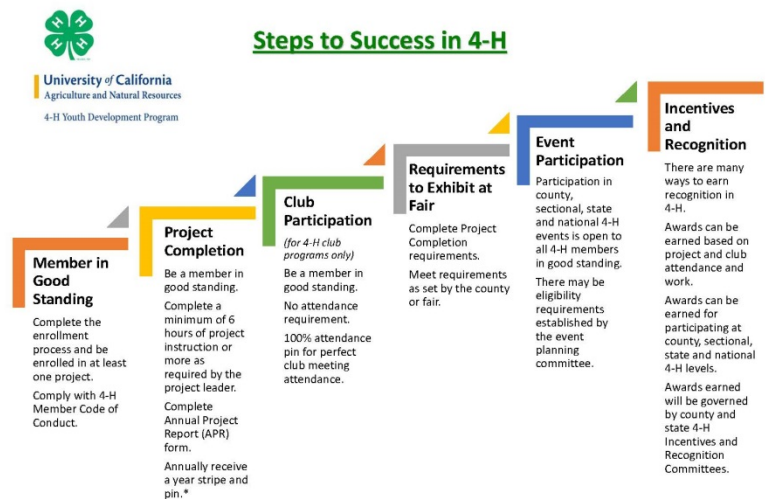 Steps to Success in 4-H
H H
H H
University of California
Agriculture and Natural Resources
4-H Youth Development Program
Member in
Good
Standing
Complete the
enrollment
process and be
enrolled in at least
one project.
Comply with 4-H
Member Code of
Conduct.
Project
Completion
Be a member in
good standing.
Complete a
minimum of 6
hours of project
instruction or
more as
required by the
project leader.
Complete
Annual Project
Report (APR)
form.
Annually receive
a year stripe and
pin.*
Club
Participation
(for 4-H club
programs only)
Be a member in
good standing.
No attendance
requirement.
100% attendance
pin for perfect
club meeting
attendance.
Requirements
to Exhibit at
Fair
Complete Project
Completion
requirements.
Meet requirements
as set by the county
or fair.
Event
Participation
Participation in
county,
sectional, state
and national 4-H
events is open to
all 4-H members
in good standing.
There may be
eligibility
requirements
established by
the event
planning
committee.
Incentives
and
Recognition
There are many
ways to earn
recognition in
4-H.
Awards can be
earned based on
project and club
attendance and
work.
Awards can be
earned for
participating at
county, sectional,
state and national
4-H levels.
Awards earned
will be governed
by county and
state 4-H
Incentives and
Recognition
Committees.